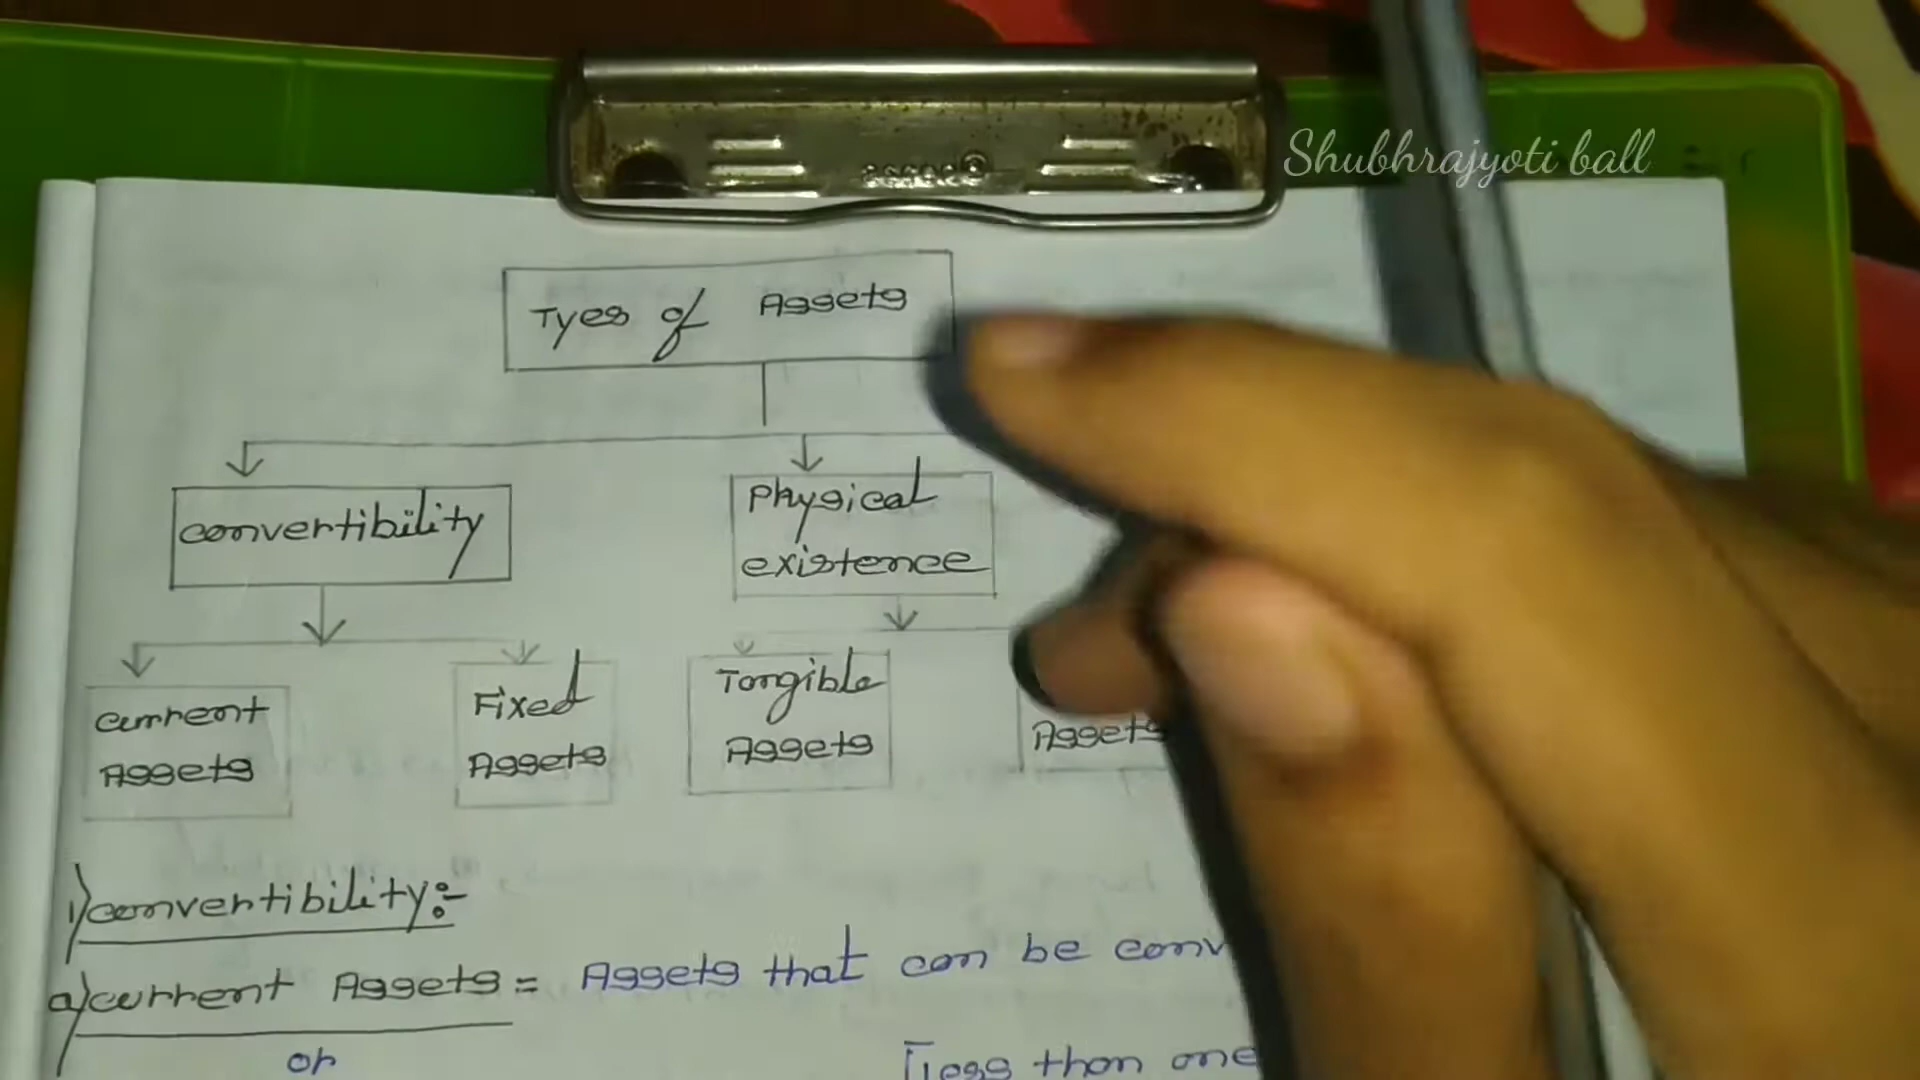 Shubhrajyoti ball
Tyes of Assets
convertibility
Physical
existence
current
Assets
Fixed
Assets
Tangible
Assets
Assets
1) convertibility:-
a) current Assets = Assets that can be conv
or
[less than one